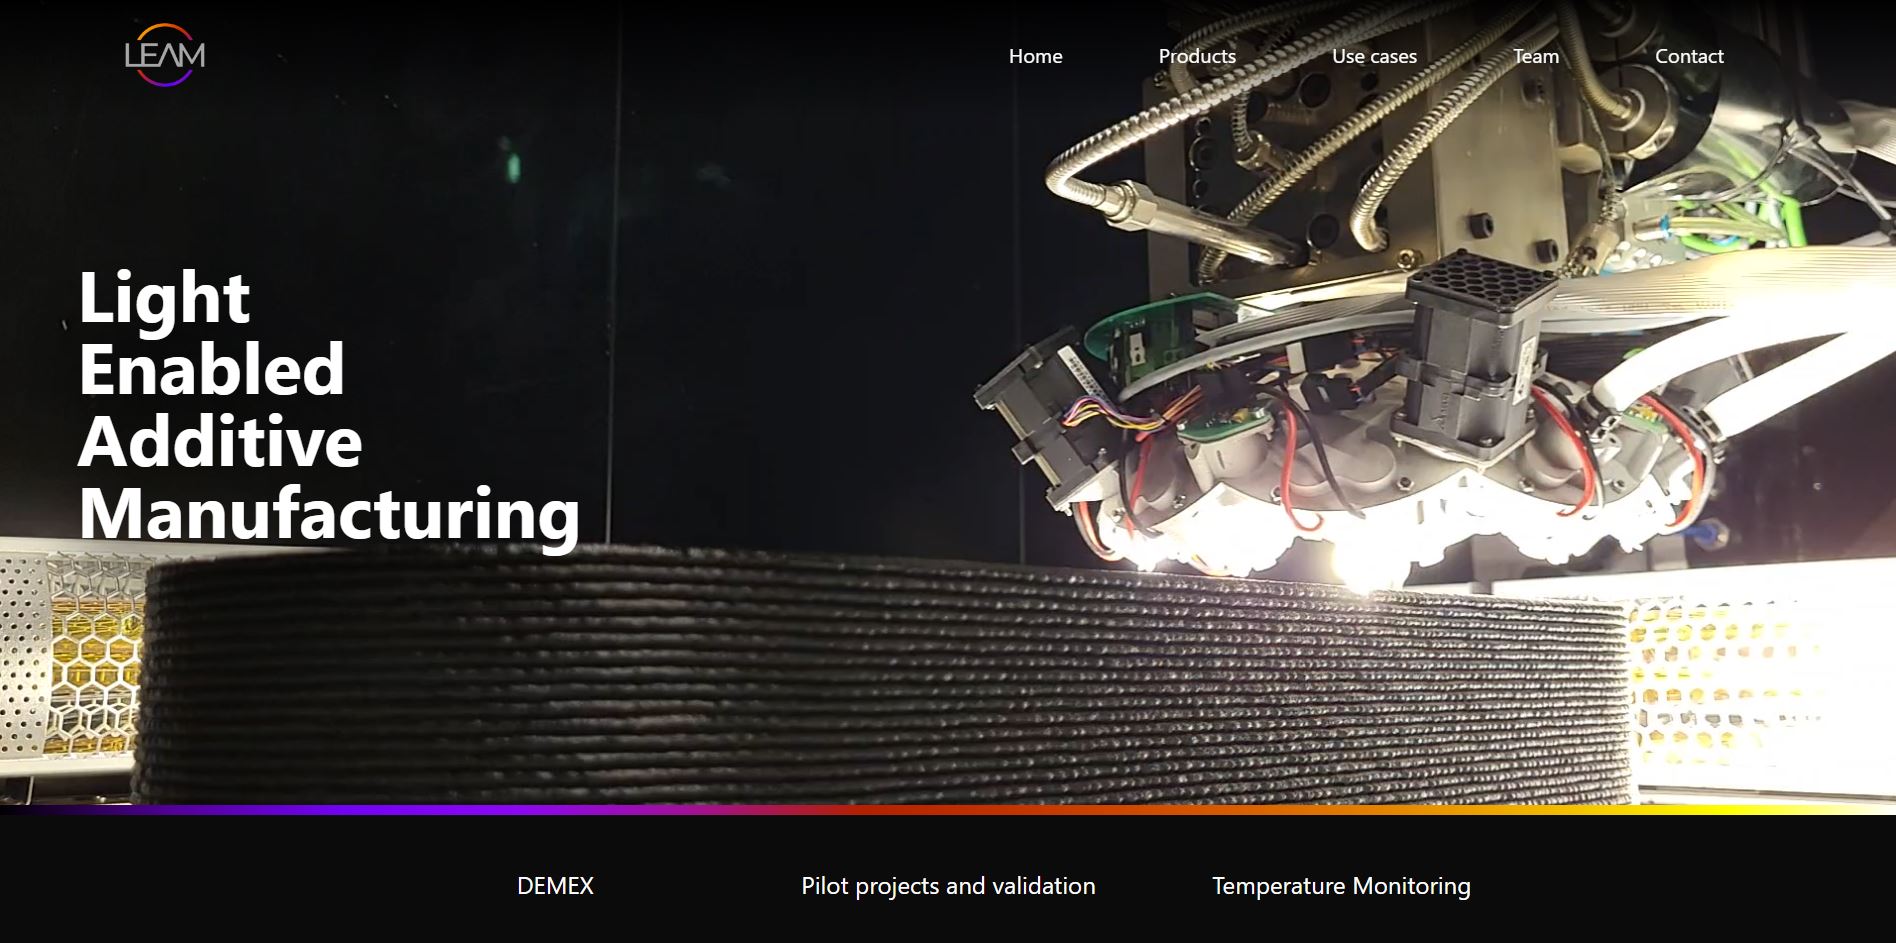 LEAM
Home
Products
Use cases
Team
Contact
Light
Enabled
Additive
Manufacturing
DEMEX
Pilot projects and validation
Temperature Monitoring